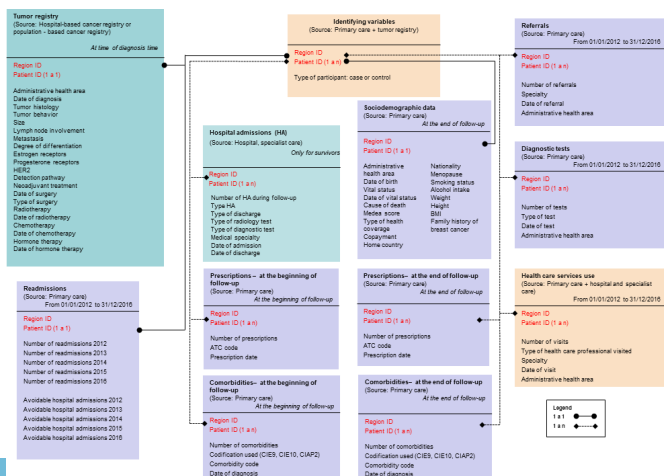 Tumor registry
(Source: Hospital-based cancer registry or
population - based cancer registry)
At time of diagnosis time
Region ID
Patient ID (1 a 1)
Administrative health area
Date of diagnosis
Tumor histology
Tumor behavior
Size
Lymph node involvement
Metastasis
Degree of differentiation
Estrogen receptors
Progesterone receptors
HER2
Detection pathway
Neoadjuvant treatment
Date of surgery
Type of surgery
Radiotherapy
Date of radiotherapy
Chemotherapy
Date of chemotherapy
Hormone therapy
Date of hormone therapy
Readmissions
(Source: Primary care)
From 01/01/2012 to 31/12/2016
Region ID
Patient ID (1 a 1)
Number of readmissions 2012
Number of readmissions 2013
Number of readmissions 2014
Number of readmissions 2015
Number of readmissions 2016
Avoidable hospital admissions 2012
Avoidable hospital admissions 2013
Avoidable hospital admissions 2014
Avoidable hospital admissions 2015
Avoidable hospital admissions 2016
Identifying variables
(Source: Primary care + tumor registry)
Region ID
Patient ID (1 a n)
Type of participant: case or control
Hospital admissions (HA)
(Source: Hospital, specialist care)
Only for survivors
Region ID
Patient ID (1 a n)
Number of HA during follow-up
Type HA
Type of discharge
Type of radiology test
Type of diagnostic test
Medical specialty
Date of admission
Date of discharge
Sociodemographic data
(Source: Primary care)
At the end of follow-up
Region ID
Patient ID (1 a 1)
Administrative
health area
Date of birth
Vital status
Date of vital status
Cause of death
Medea score
Type of health
coverage
Copayment
Home country
Nationality
Menopause
Smoking status
Alcohol intake
Weight
Height
BMI
Family history of
breast cancer
Prescriptions – at the beginning of
follow-up
(Source: Primary care)
At the beginning of follow-up
Region ID
Patient ID (1 a n)
Number of prescriptions
ATC code
Prescription date
Prescriptions– at the end of follow-up
(Source: Primary care)
At the end of follow-up
Region ID
Patient ID (1 a n)
Number of prescriptions
ATC code
Prescription date
Comorbidities – at the beginning of
follow-up
(Source: Primary care)
At the beginning of follow-up
Region ID
Patient ID (1 a n)
Number of comorbidities
Codification used (CIE9, CIE10, CIAP2)
Comorbidity code
Date of diagnosis
Comorbidities– at the end of follow-up
(Source: Primary care)
At the end of follow-up
Region ID
Patient ID (1 a n)
Number of comorbidities
Codification used (CIE9, CIE10, CIAP2)
Comorbidity code
Date of diagnosis
Referrals
(Source: Primary care)
From 01/01/2012 to 31/12/2016
Region ID
Patient ID (1 a n)
Number of referrals
Specialty
Date of referral
Administrative health area
Diagnostic tests
(Source: Primary care)
From 01/01/2012 to 31/12/2016
Region ID
Patient ID (1 a n)
Number of tests
Type of test
Date of test
Administrative health area
Health care services use
(Source: Primary care + hospital and specialist
care)
From 01/01/2012 to 31/12/2016
Region ID
Patient ID (1 a n)
Number of visits
Type of health care professional visited
Specialty
Date of visit
Administrative health area
Legend
1 a 1
1 a n